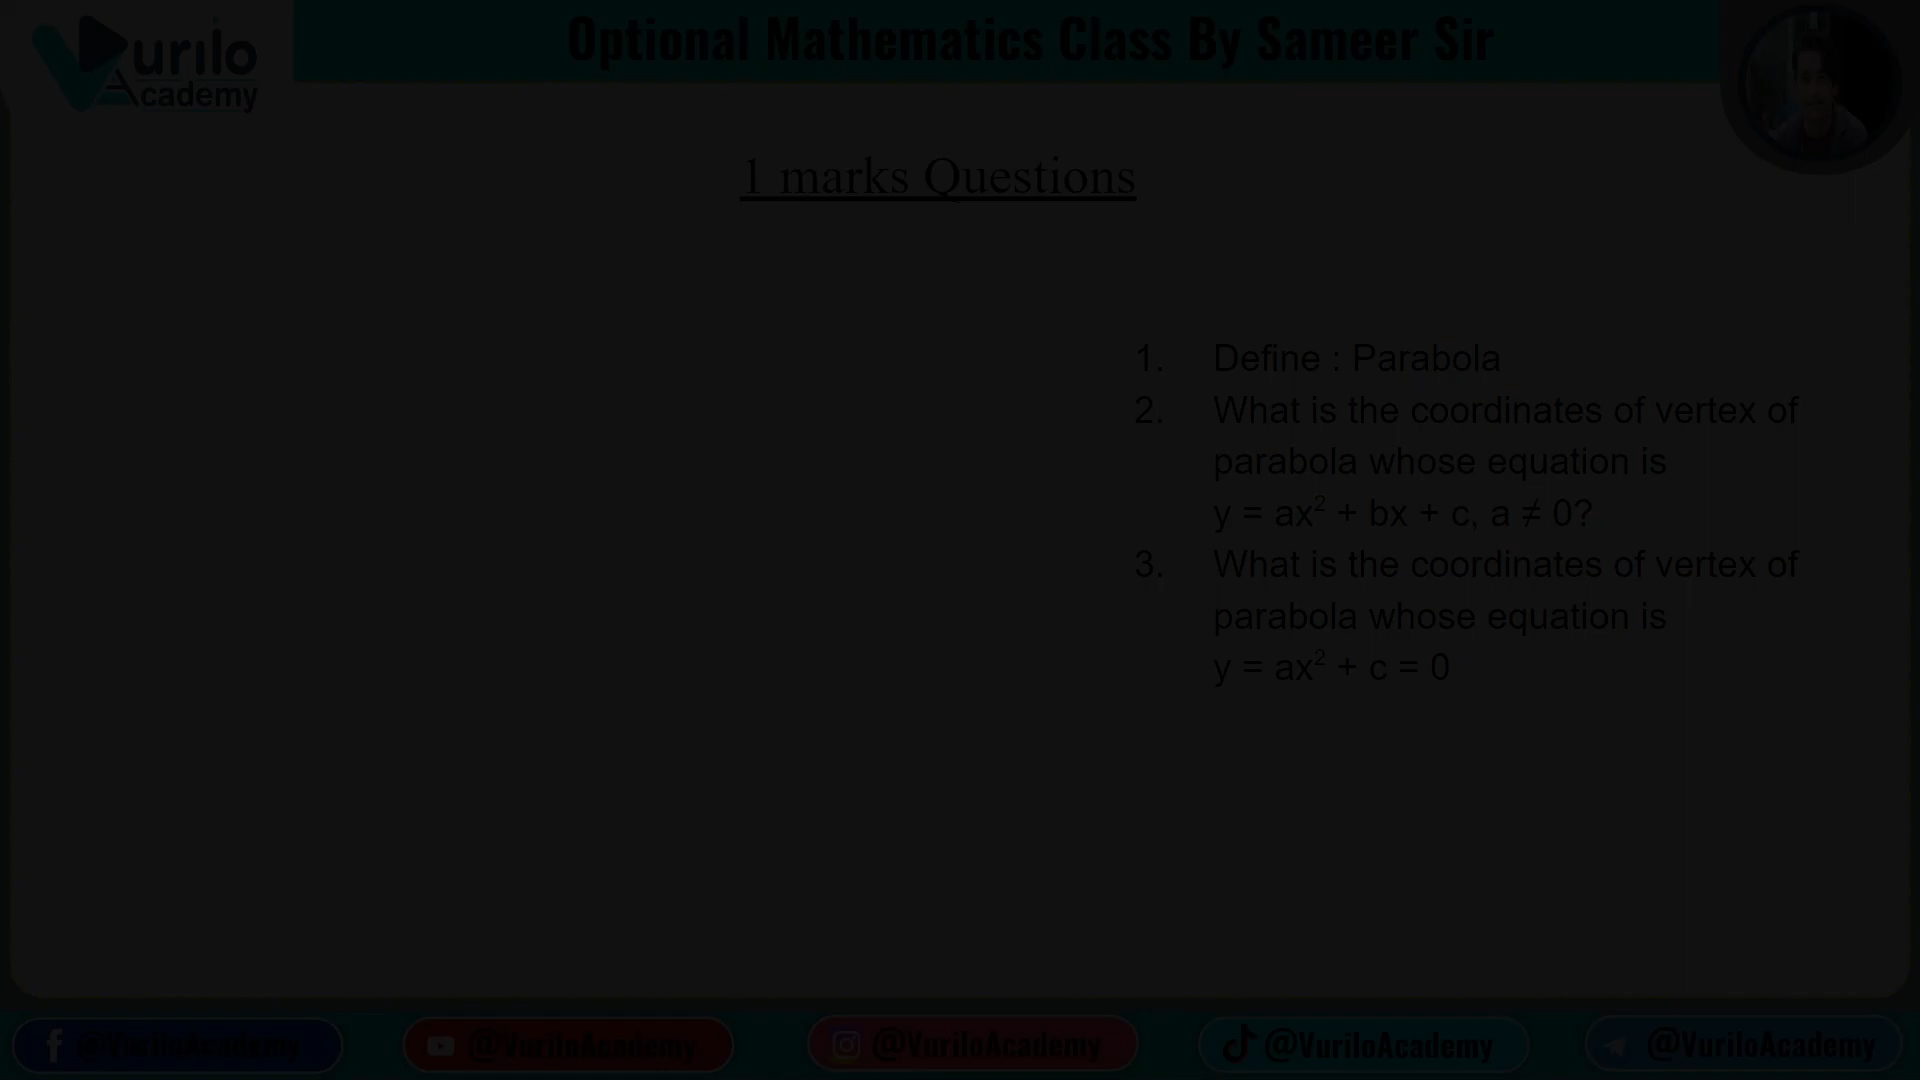 Vurilo
Academy
Optional Mathematics Class By Sameer Sir
1 marks Questions
1. Define : Parabola
2. What is the coordinates of vertex of
parabola whose equation is
y = ax² + bx + c, a ≠ 0?
3. What is the coordinates of vertex of
parabola whose equation is
y = ax² + c = 0
@VuriloAcademy
@VuriloAcademy
@VuriloAcademy
@VuriloAcademy
@VuriloAcademy